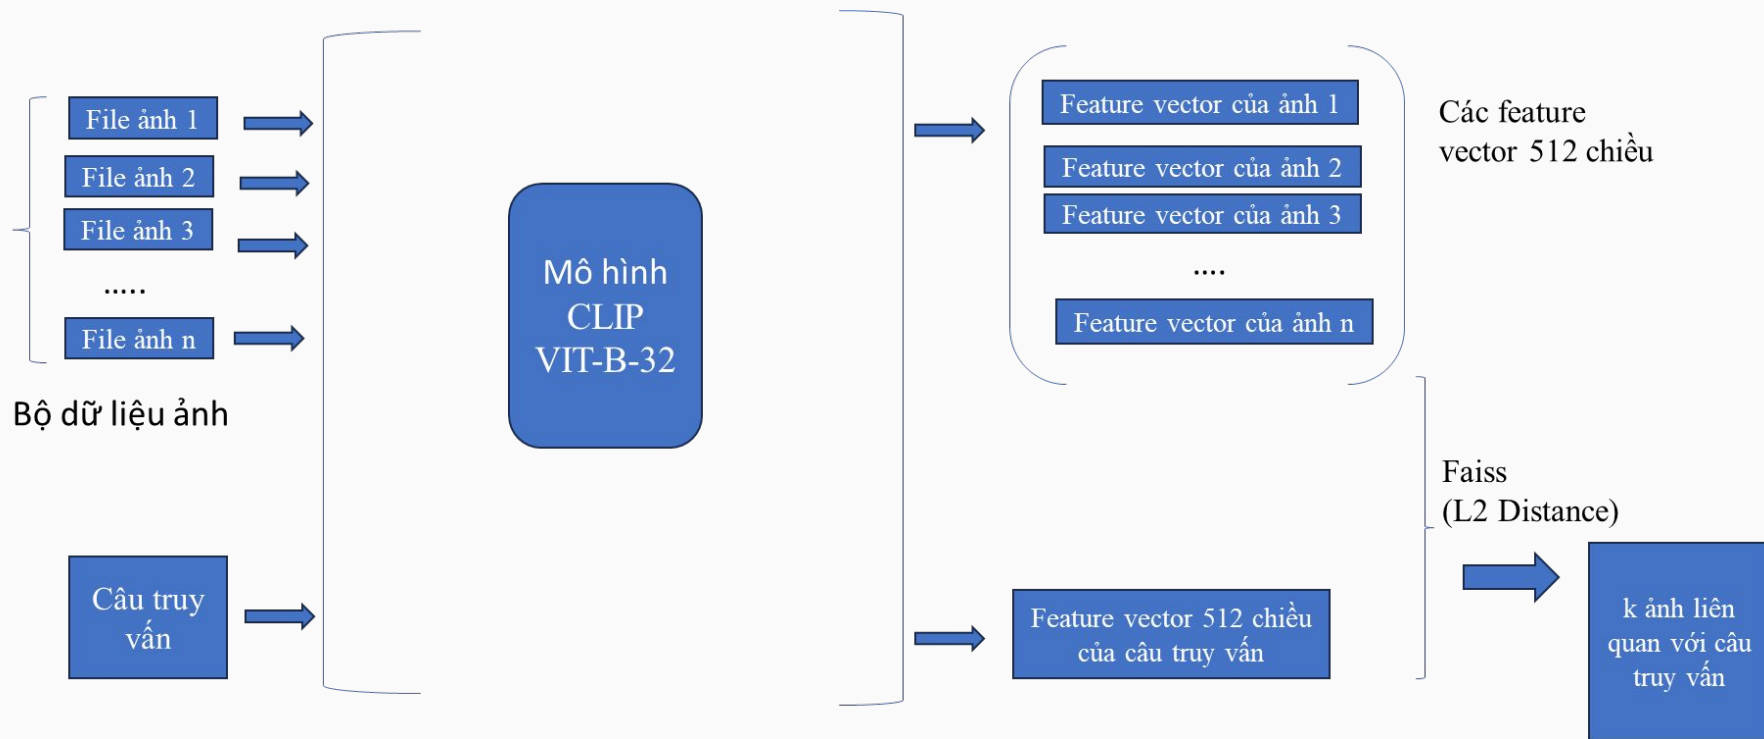 File ảnh 1
File ảnh 2
File ảnh 3
.....
File ảnh n
Bộ dữ liệu ảnh
Câu truy
vấn
Mô hình
CLIP
VIT-B-32
Feature vector của ảnh 1
Feature vector của ảnh 2
Feature vector của ảnh 3
....
Feature vector của ảnh n
Các feature
vector 512 chiều
Feature vector 512 chiều
của câu truy vấn
Faiss
(L2 Distance)
k ảnh liên
quan với câu
truy vấn